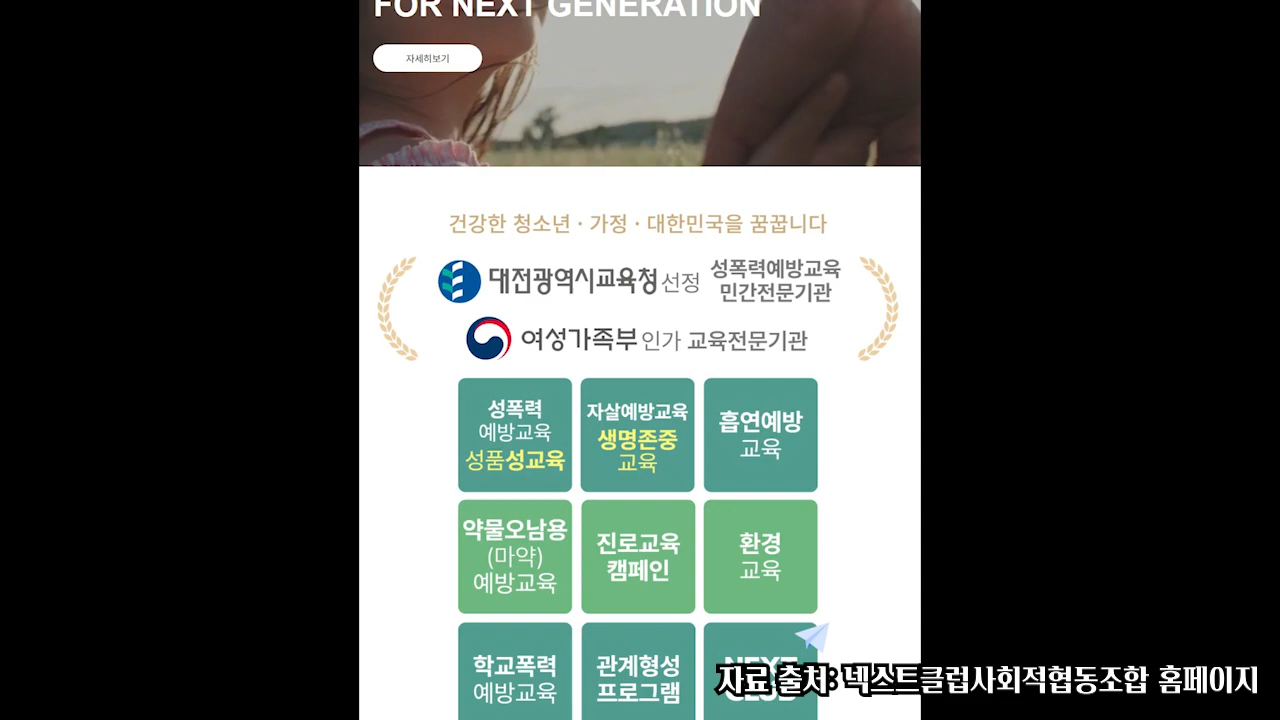 FOR NEXT GENERATION
자세히보기
건강한 청소년 · 가정 · 대한민국을 꿈꿉니다
대전광역시교육청 선정 성폭력예방교육 민간전문기관
여성가족부 인가 교육전문기관
성폭력
예방교육
성품성교육
자살예방교육
생명존중
교육
흡연예방
교육
약물오남용
(마약)
예방교육
진로교육
캠페인
환경
교육
학교폭력
예방교육
관계형성
프로그램
NEXT
CLUB
자료 출처: 넥스트클럽사회적협동조합 홈페이지